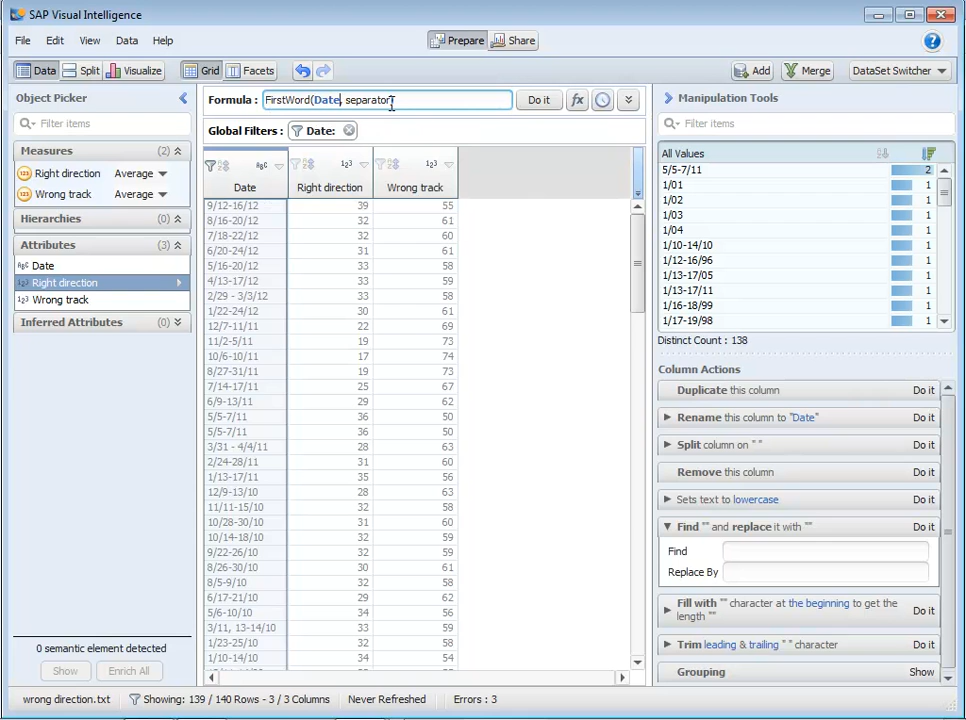 SAP Visual Intelligence
File Edit View Data Help
Prepare Share
Data Split Visualize Grid Facets Add Merge DataSet Switcher
Object Picker
Filter items
Measures (2)
Right direction Average
Wrong track Average
Hierarchies (0)
Attributes (3)
ABC Date
123 Right direction
123 Wrong track
Inferred Attributes (0)
0 semantic element detected
Show Enrich All
Formula : FirstWord(Date, separator) Do it fx
Global Filters : Date:
ABC 123 123
Date Right direction Wrong track
9/12-16/12 39 55
8/16-20/12 32 61
7/18-22/12 32 60
6/20-24/12 31 61
5/16-20/12 33 58
4/13-17/12 33 59
2/29 - 3/3/12 33 58
1/22-24/12 30 61
12/7-11/11 22 69
11/2-5/11 19 73
10/6-10/11 17 74
8/27-31/11 19 73
7/14-17/11 25 67
6/9-13/11 29 62
5/5-7/11 36 50
5/5-7/11 36 50
3/31 - 4/4/11 28 63
2/24-28/11 31 60
1/13-17/11 35 56
12/9-13/10 28 63
11/11-15/10 32 58
10/28-30/10 31 60
10/14-18/10 32 59
9/22-26/10 32 59
8/26-30/10 30 61
8/5-9/10 32 58
6/17-21/10 29 62
5/6-10/10 34 56
3/11, 13-14/10 33 59
1/23-25/10 32 58
1/10-14/10 34 54
Manipulation Tools
Filter items
All Values
5/5-7/11 2
1/01 1
1/02 1
1/03 1
1/04 1
1/10-14/10 1
1/12-16/96 1
1/13-17/05 1
1/13-17/11 1
1/16-18/99 1
1/17-19/98 1
Distinct Count : 138
Column Actions
Duplicate this column Do it
Rename this column to "Date" Do it
Split column on " " Do it
Remove this column Do it
Sets text to lowercase Do it
Find "" and replace it with "" Do it
Find
Replace By
Fill with "" character at the beginning to get the length "" Do it
Trim leading & trailing " " character Do it
Grouping Show
wrong direction.txt Showing: 139 / 140 Rows - 3 / 3 Columns Never Refreshed Errors : 3